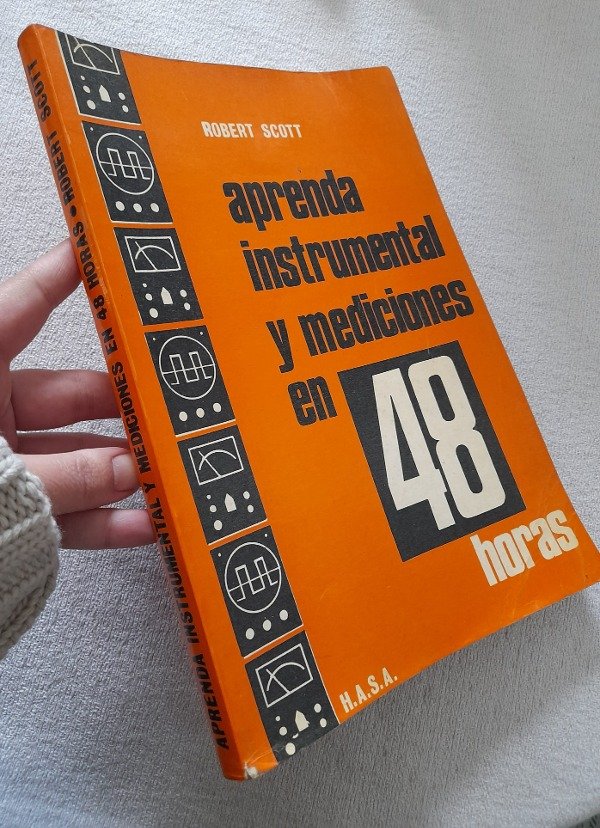 ROBERT SCOTT
aprenda
instrumental
y mediciones
en 48
horas
H.A.S.A.
APRENDA INSTRUMENTAL Y MEDICIONES EN 48 HORAS • ROBERT SCOTT